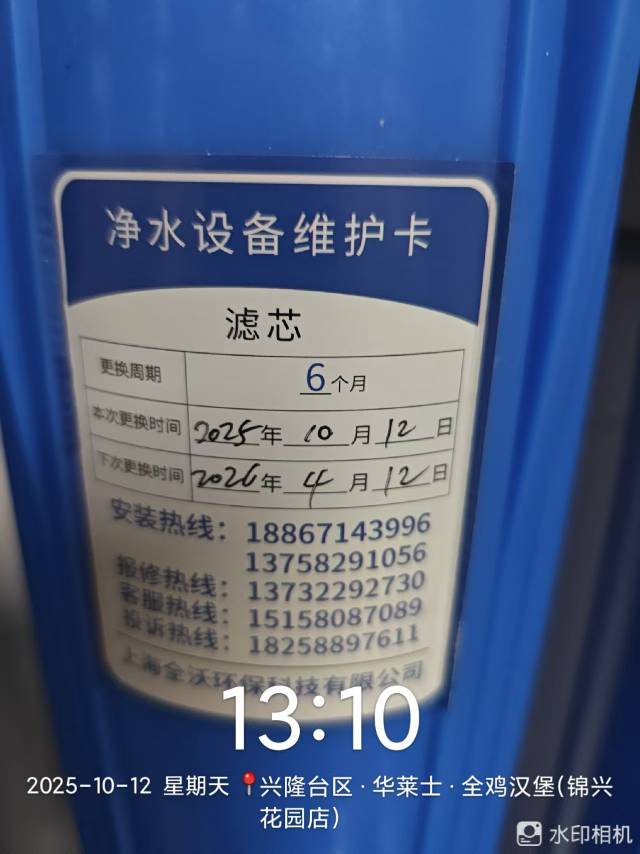 净水设备维护卡
滤芯
更换周期 6个月
本次更换时间 2025年 10 月 12 日
下次更换时间 2026年 4 月 12 日
安装热线：18867143996
13758291056
报修热线：13732292730
客服热线：15158087089
投诉热线：18258897611
上海全沃环保科技有限公司
13:10
2025-10-12 星期天 兴隆台区·华莱士·全鸡汉堡(锦兴
花园店)
水印相机